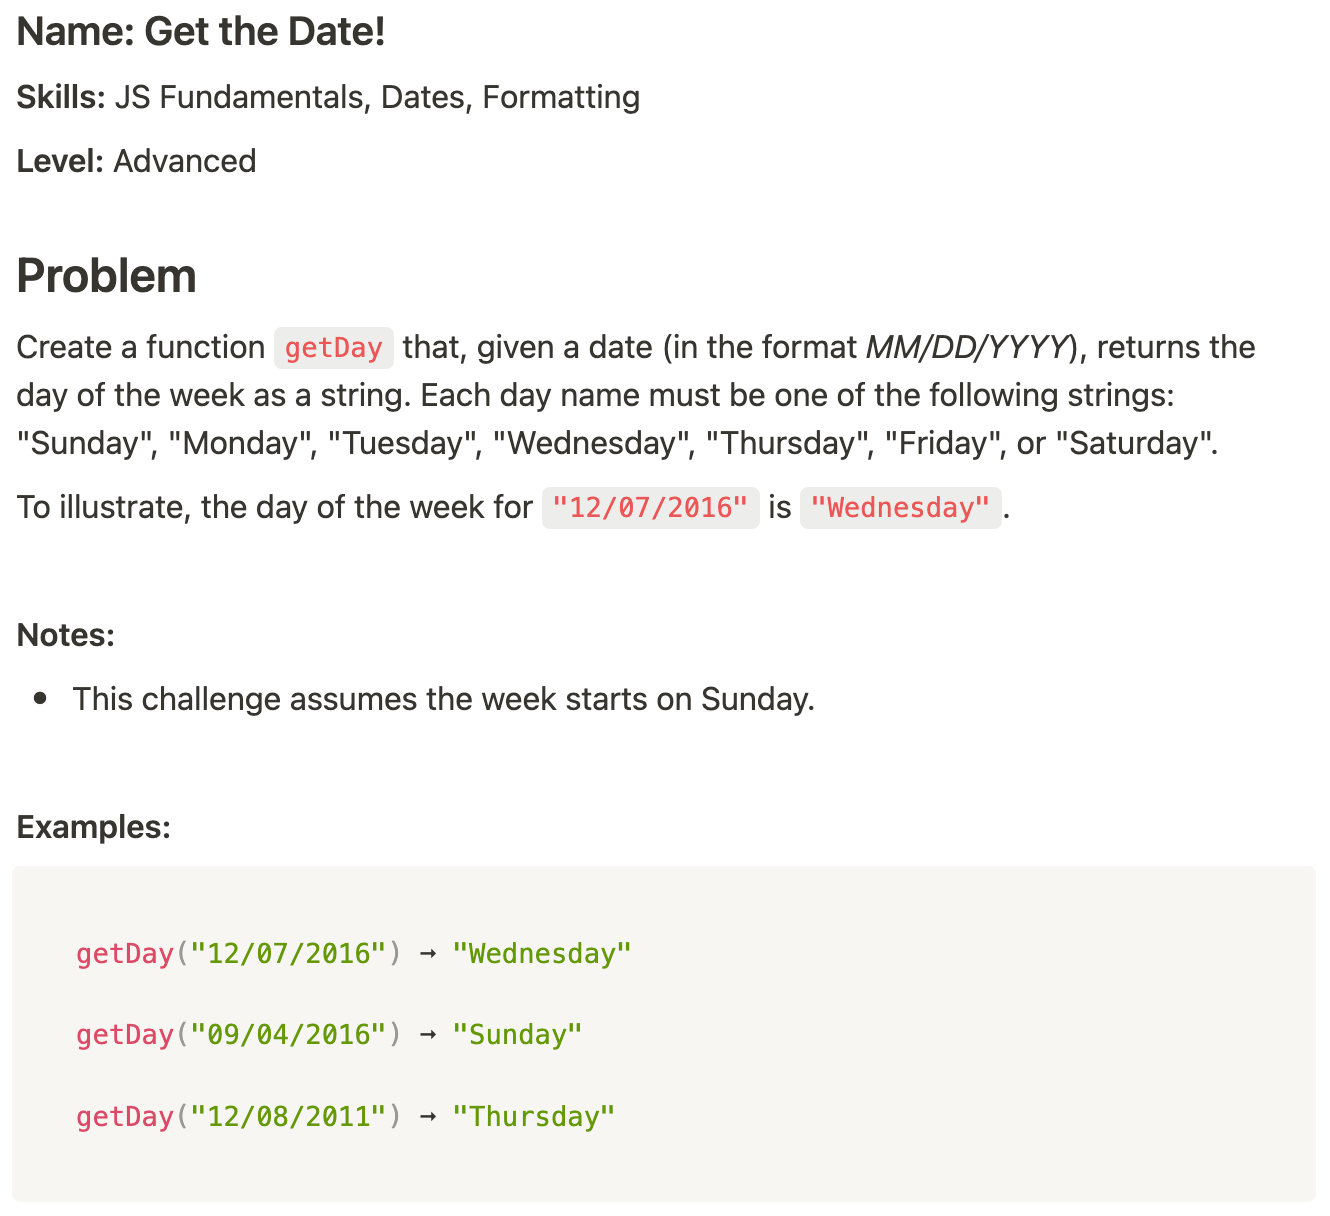 Name: Get the Date!
Skills: JS Fundamentals, Dates, Formatting
Level: Advanced
Problem
Create a function getDay that, given a date (in the format MM/DD/YYYY), returns the
day of the week as a string. Each day name must be one of the following strings:
"Sunday", "Monday", "Tuesday", "Wednesday", "Thursday", "Friday", or "Saturday".
To illustrate, the day of the week for "12/07/2016" is "Wednesday".
Notes:
• This challenge assumes the week starts on Sunday.
Examples:
getDay("12/07/2016") → "Wednesday"
getDay("09/04/2016") → "Sunday"
getDay("12/08/2011") → "Thursday"